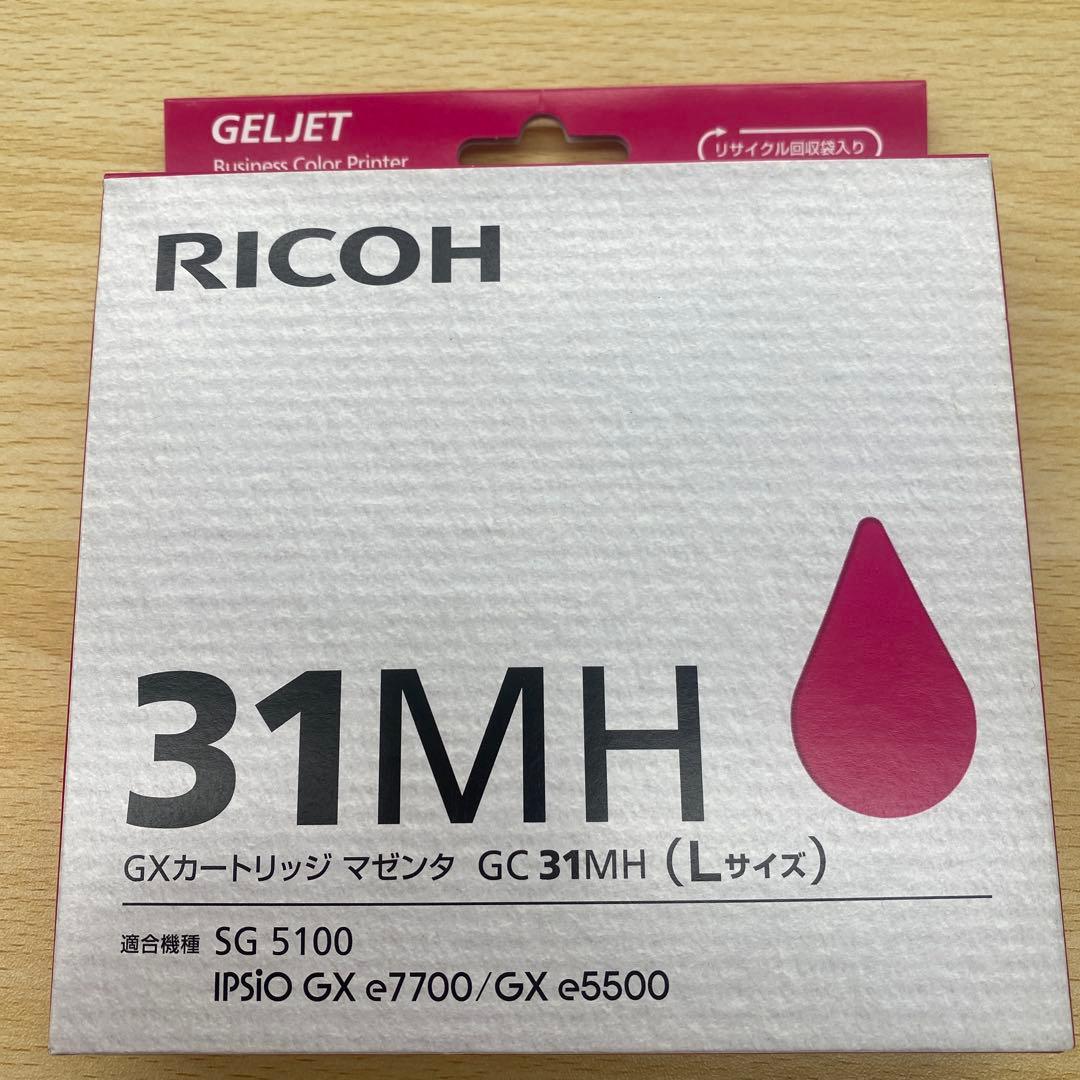 GELJET
Business Color Printer
リサイクル回収袋入り
RICOH
31MH
GXカートリッジ マゼンタ GC 31MH (Lサイズ)
適合機種 SG 5100
IPSiO GX e7700/GX e5500